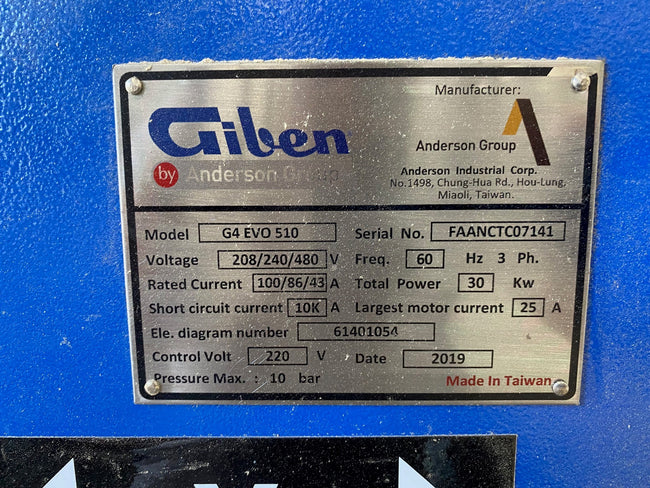 Giben
by Anderson Group
Manufacturer:
Anderson Group
Anderson Industrial Corp.
No.1498, Chung-Hua Rd., Hou-Lung,
Miaoli, Taiwan.
Model G4 EVO 510 Serial No. FAANCTC07141
Voltage 208/240/480 V Freq. 60 Hz 3 Ph.
Rated Current 100/86/43 A Total Power 30 Kw
Short circuit current 10K A Largest motor current 25 A
Ele. diagram number 61401054
Control Volt 220 V Date 2019
Pressure Max. : 10 bar Made In Taiwan